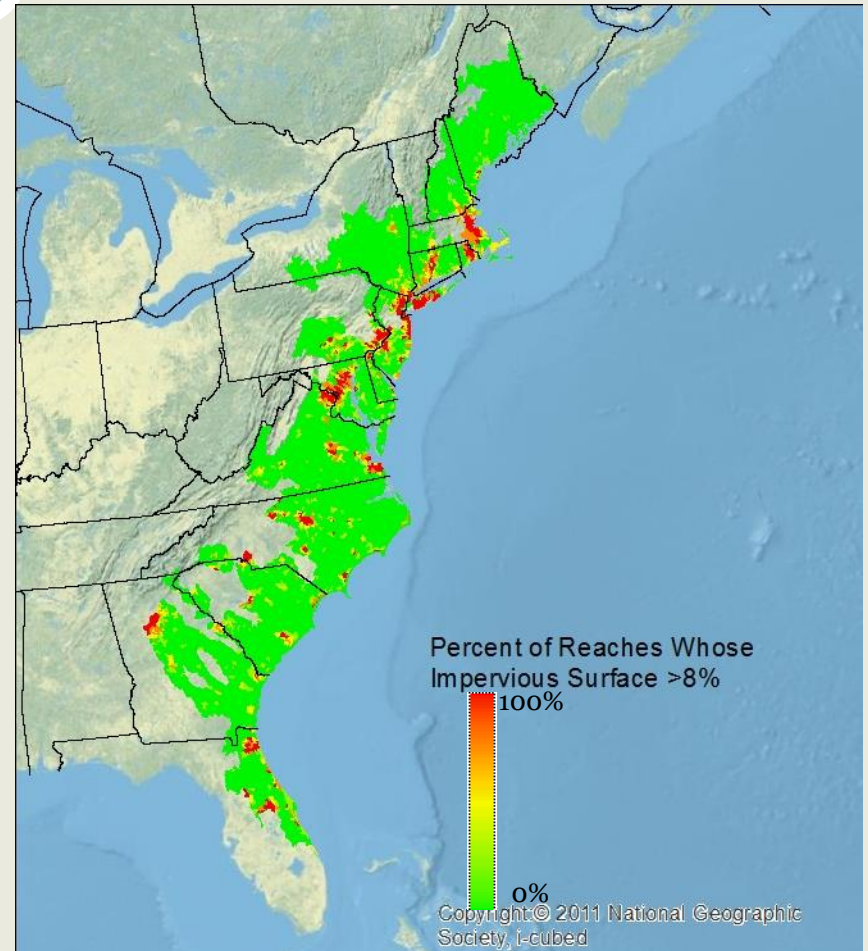 Percent of Reaches Whose
Impervious Surface >8%
100%
0%
Copyright:© 2011 National Geographic
Society, i-cubed